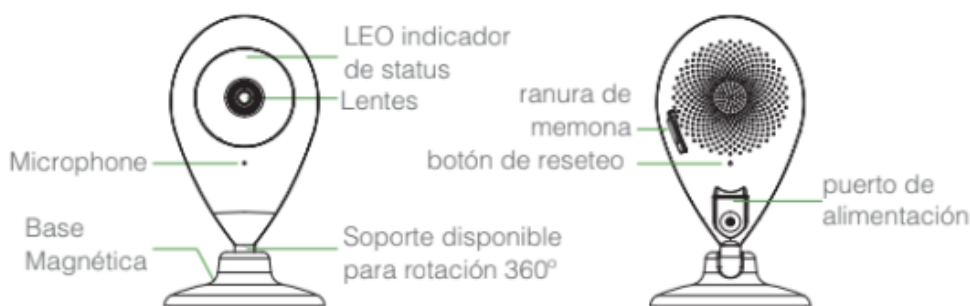 LEO indicador
de status
Lentes
Microphone
Base
Magnética
Soporte disponible
para rotación 360º
ranura de
memona
botón de reseteo
puerto de
alimentación